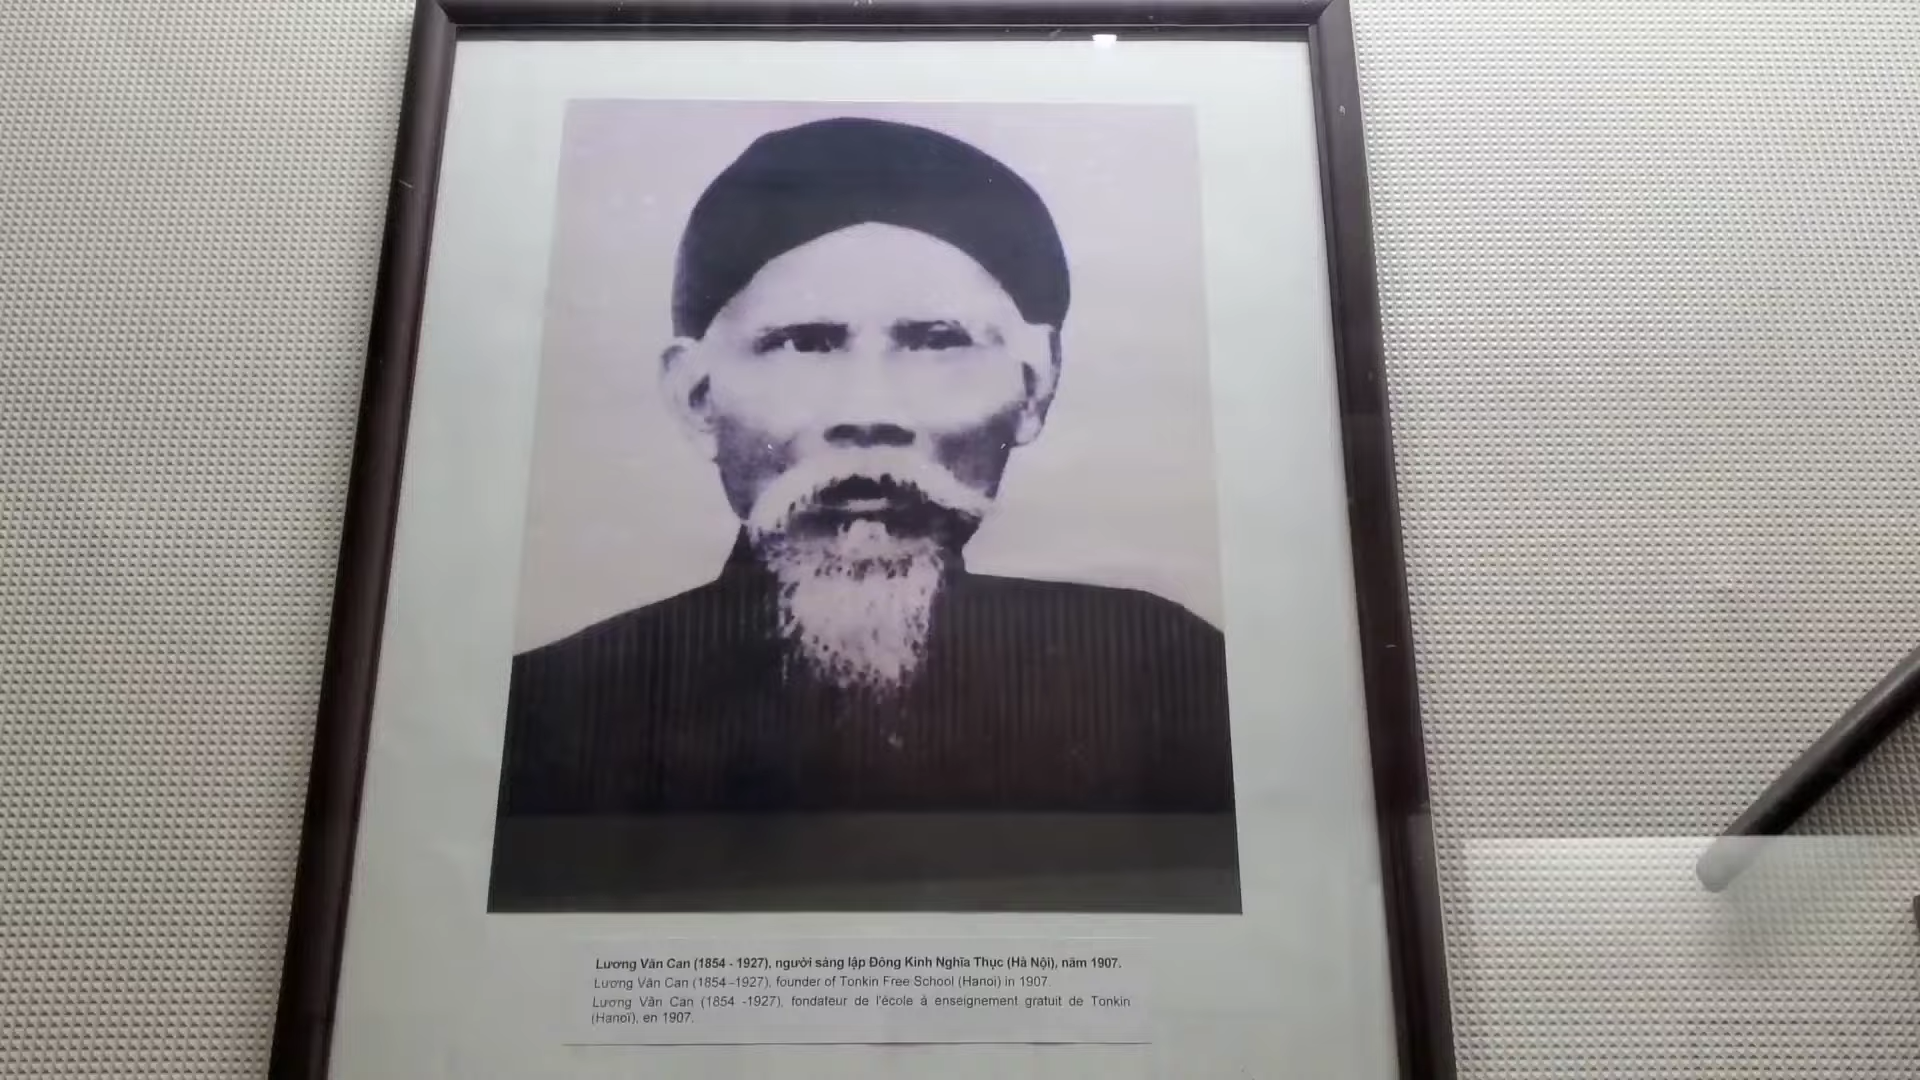 Lương Văn Can (1854 - 1927), người sáng lập Đông Kinh Nghĩa Thục (Hà Nội), năm 1907.
Lương Văn Can (1854 -1927), founder of Tonkin Free School (Hanoi) in 1907.
Lương Văn Can (1854 -1927), fondateur de l'école à enseignement gratuit de Tonkin
(Hanoï), en 1907.